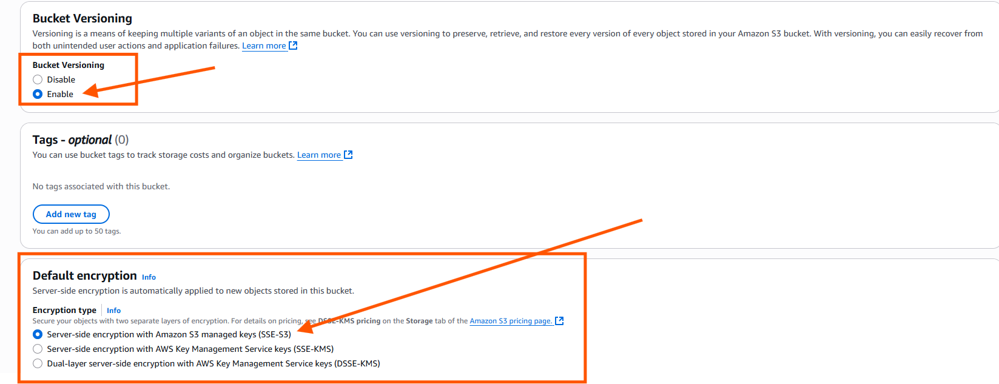 Bucket Versioning
Versioning is a means of keeping multiple variants of an object in the same bucket. You can use versioning to preserve, retrieve, and restore every version of every object stored in your Amazon S3 bucket. With versioning, you can easily recover from
both unintended user actions and application failures. Learn more
Bucket Versioning
Disable
Enable
Tags - optional (0)
You can use bucket tags to track storage costs and organize buckets. Learn more
No tags associated with this bucket.
Add new tag
You can add up to 50 tags.
Default encryption Info
Server-side encryption is automatically applied to new objects stored in this bucket.
Encryption type Info
Secure your objects with two separate layers of encryption. For details on pricing, see DSSE-KMS pricing on the Storage tab of the Amazon S3 pricing page.
Server-side encryption with Amazon S3 managed keys (SSE-S3)
Server-side encryption with AWS Key Management Service keys (SSE-KMS)
Dual-layer server-side encryption with AWS Key Management Service keys (DSSE-KMS)